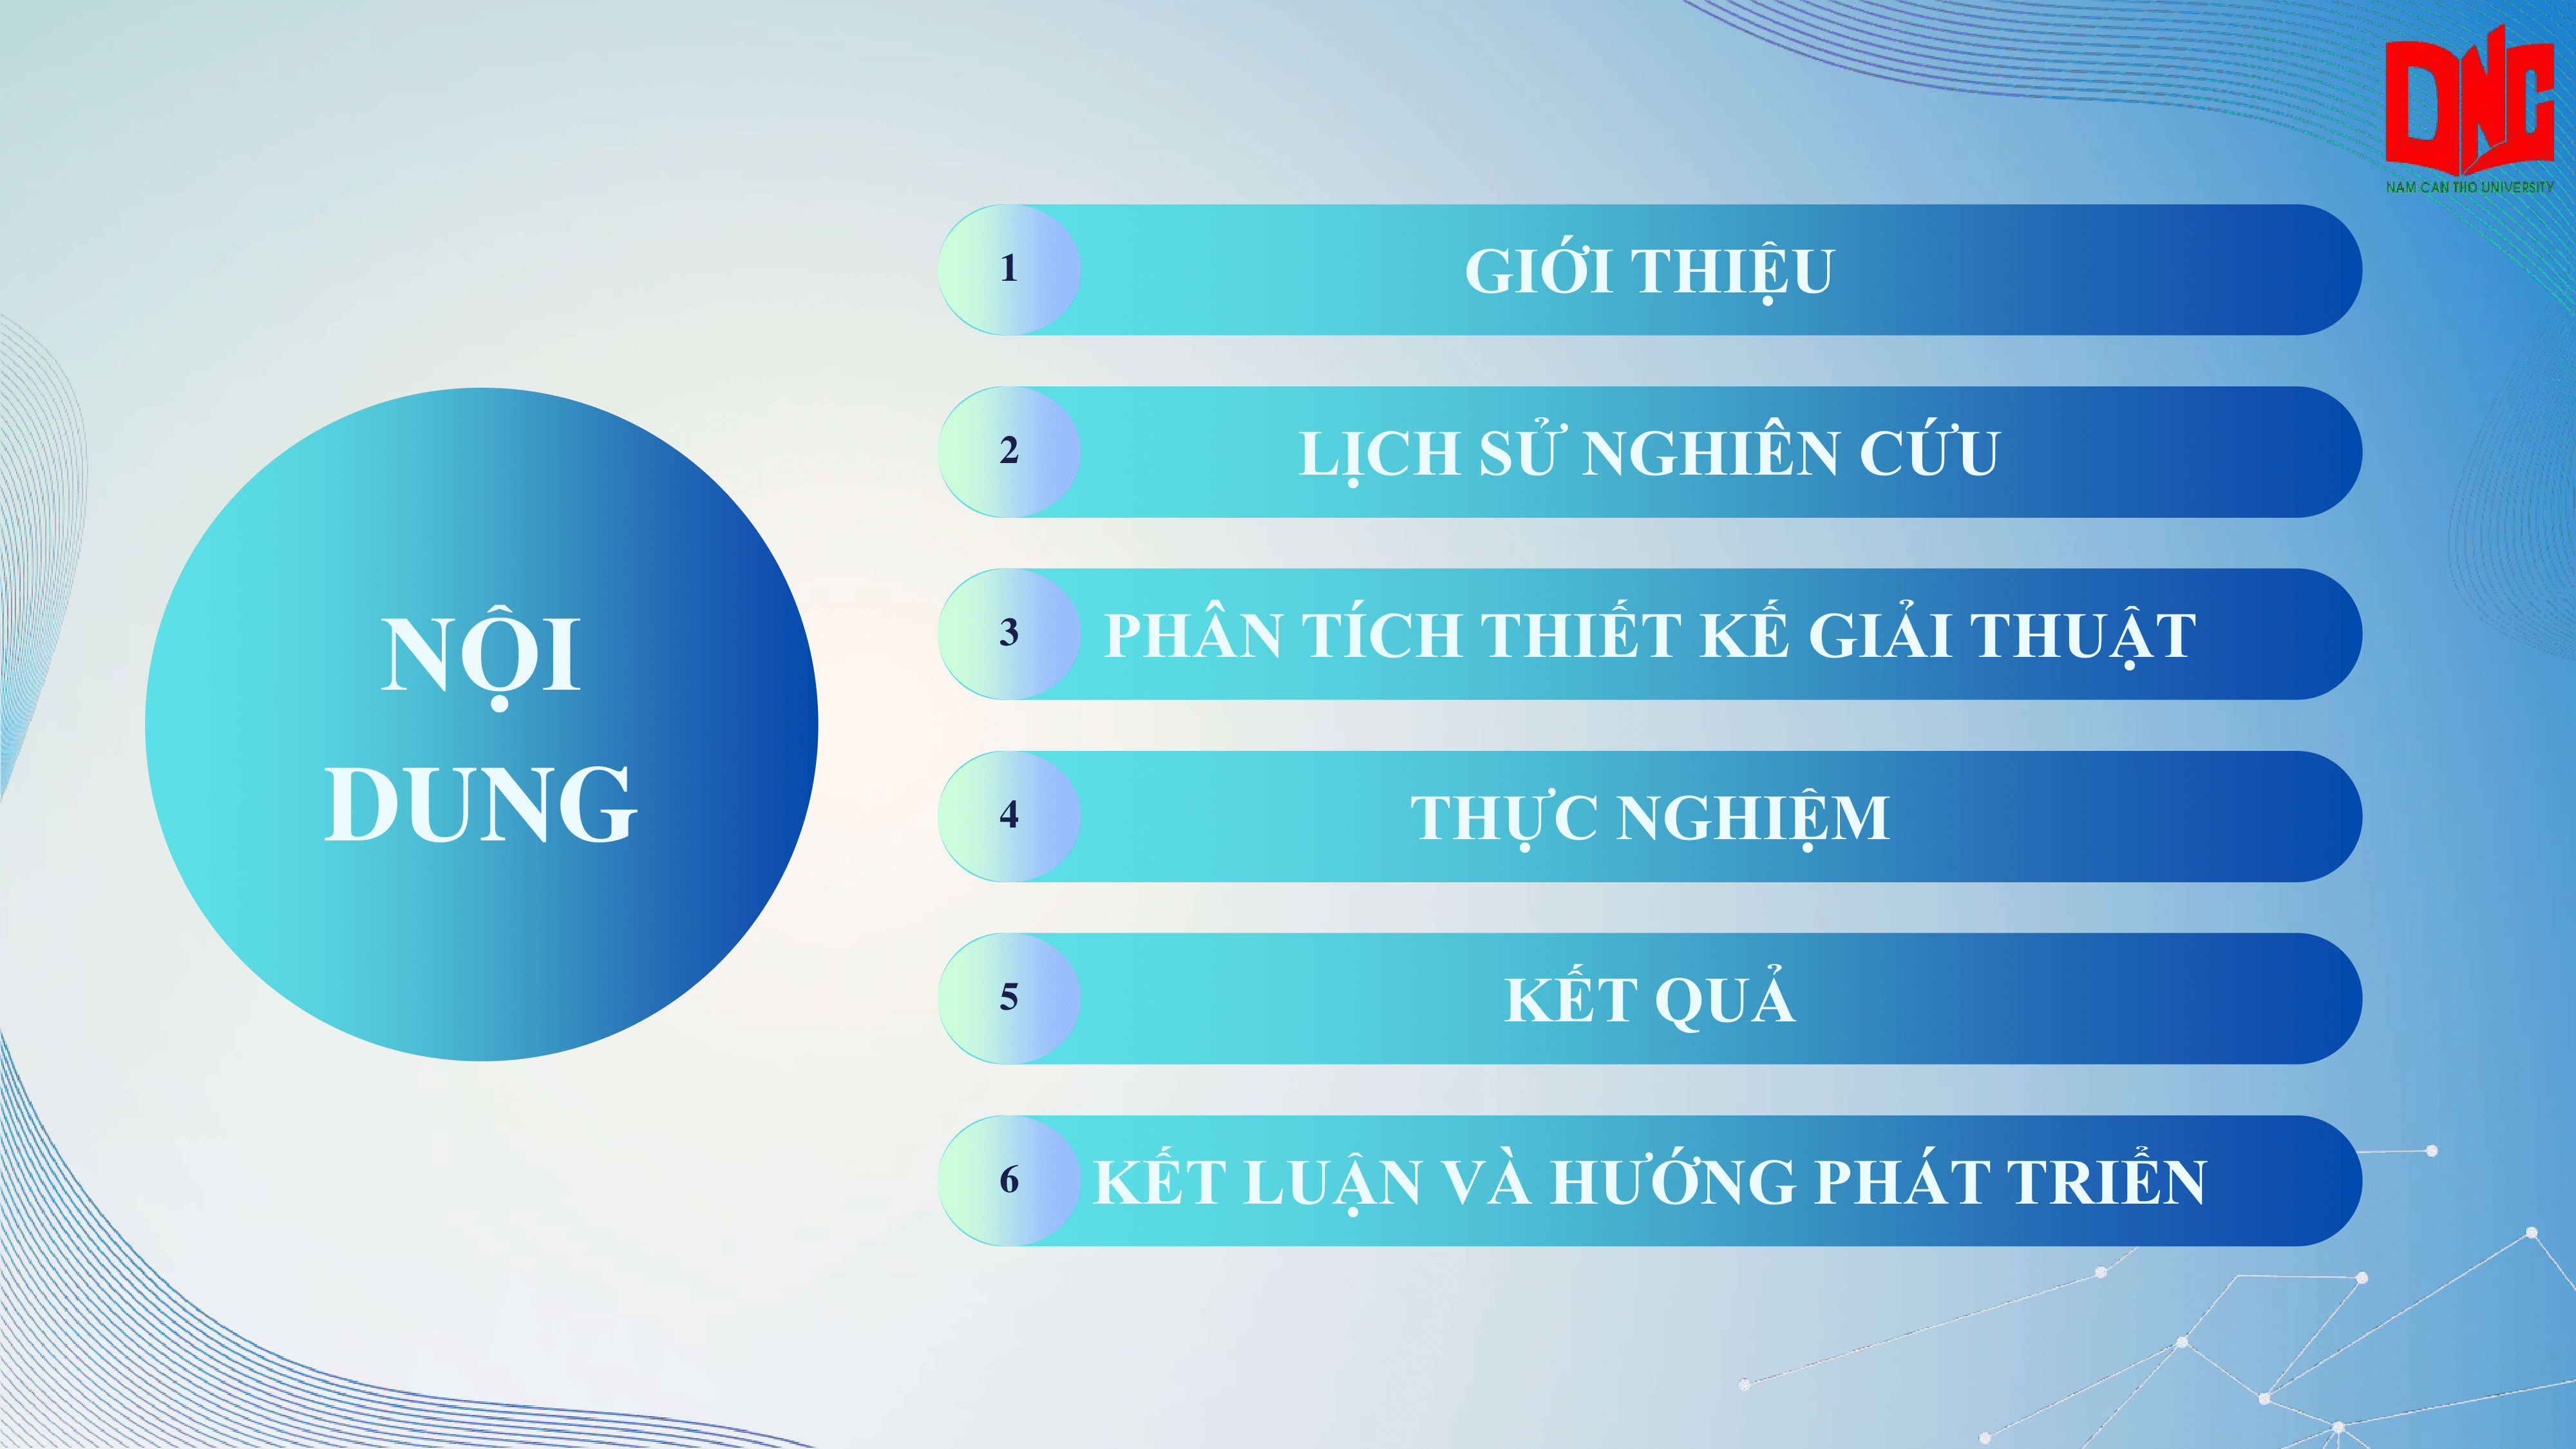 DNC
NAM CAN THO UNIVERSITY
NỘI
DUNG
1 GIỚI THIỆU
2 LỊCH SỬ NGHIÊN CỨU
3 PHÂN TÍCH THIẾT KẾ GIẢI THUẬT
4 THỰC NGHIỆM
5 KẾT QUẢ
6 KẾT LUẬN VÀ HƯỚNG PHÁT TRIỂN